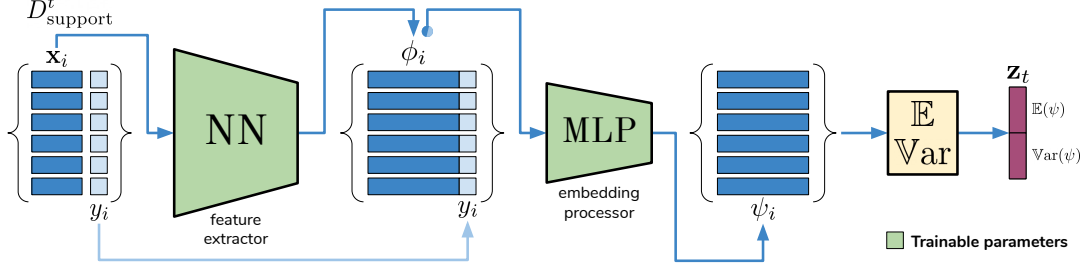 D^t_support
x_i
y_i
NN
feature
extractor
ϕ_i
y_i
MLP
embedding
processor
ψ_i
𝔼
𝕍ar
z_t
𝔼(ψ)
𝕍ar(ψ)
Trainable parameters